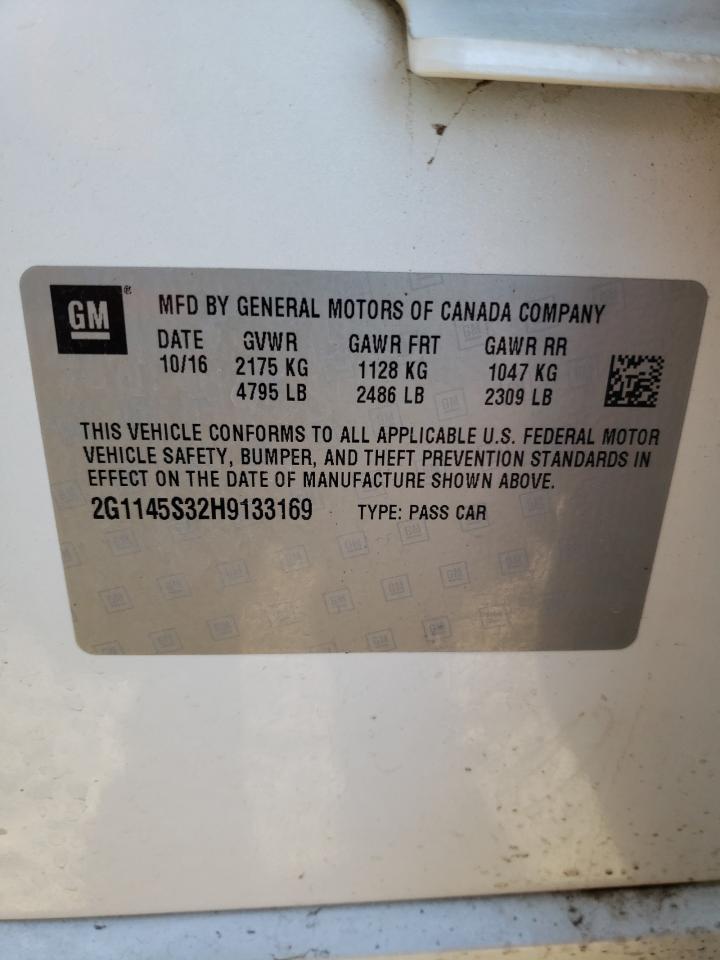 GM®
MFD BY GENERAL MOTORS OF CANADA COMPANY
DATE GVWR GAWR FRT GAWR RR
10/16 2175 KG 1128 KG 1047 KG
4795 LB 2486 LB 2309 LB
THIS VEHICLE CONFORMS TO ALL APPLICABLE U.S. FEDERAL MOTOR
VEHICLE SAFETY, BUMPER, AND THEFT PREVENTION STANDARDS IN
EFFECT ON THE DATE OF MANUFACTURE SHOWN ABOVE.
2G1145S32H9133169 TYPE: PASS CAR